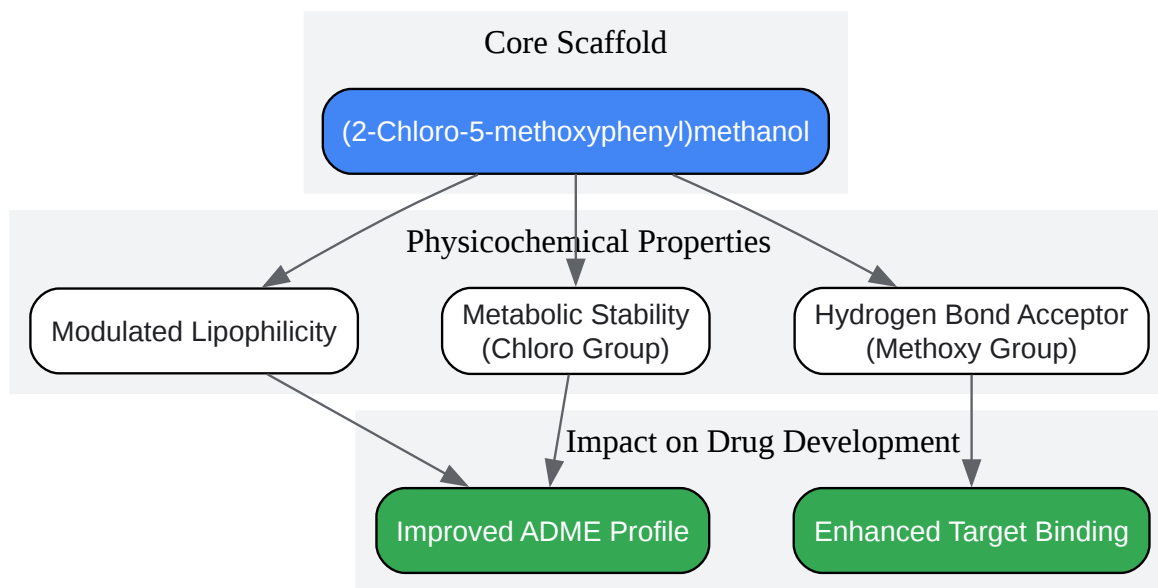 Core Scaffold
(2-Chloro-5-methoxyphenyl)methanol
Physicochemical Properties
Modulated Lipophilicity
Metabolic Stability
(Chloro Group)
Hydrogen Bond Acceptor
(Methoxy Group)
Impact on Drug Development
Improved ADME Profile
Enhanced Target Binding